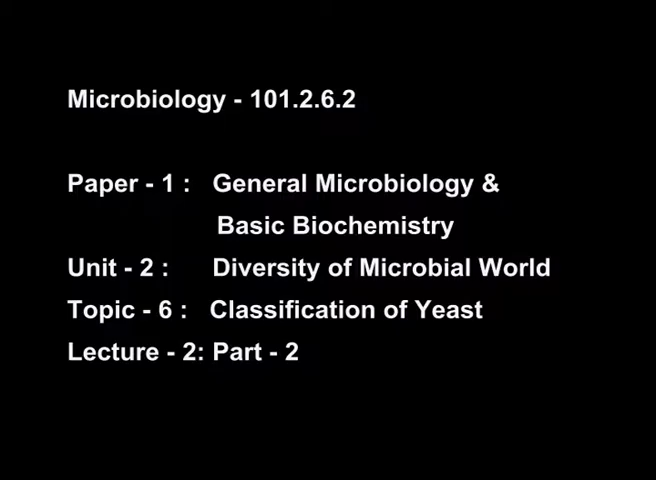 Microbiology - 101.2.6.2
Paper - 1 : General Microbiology &
Basic Biochemistry
Unit - 2 : Diversity of Microbial World
Topic - 6 : Classification of Yeast
Lecture - 2: Part - 2